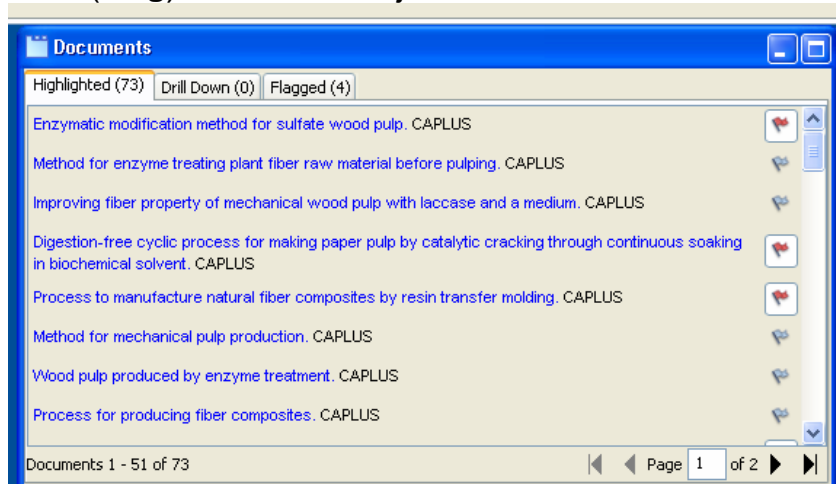 Documents
Highlighted (73) Drill Down (0) Flagged (4)
Enzymatic modification method for sulfate wood pulp. CAPLUS
Method for enzyme treating plant fiber raw material before pulping. CAPLUS
Improving fiber property of mechanical wood pulp with laccase and a medium. CAPLUS
Digestion-free cyclic process for making paper pulp by catalytic cracking through continuous soaking
in biochemical solvent. CAPLUS
Process to manufacture natural fiber composites by resin transfer molding. CAPLUS
Method for mechanical pulp production. CAPLUS
Wood pulp produced by enzyme treatment. CAPLUS
Process for producing fiber composites. CAPLUS
Documents 1 - 51 of 73 Page 1 of 2